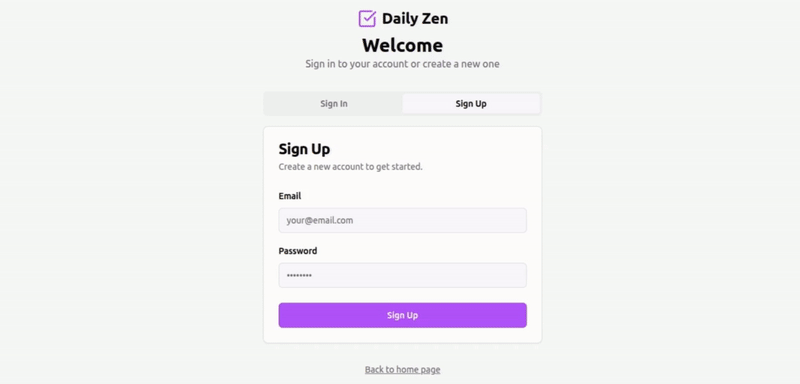 Daily Zen
Welcome
Sign in to your account or create a new one
Sign In
Sign Up
Sign Up
Create a new account to get started.
Email
your@email.com
Password
••••••••
Sign Up
Back to home page